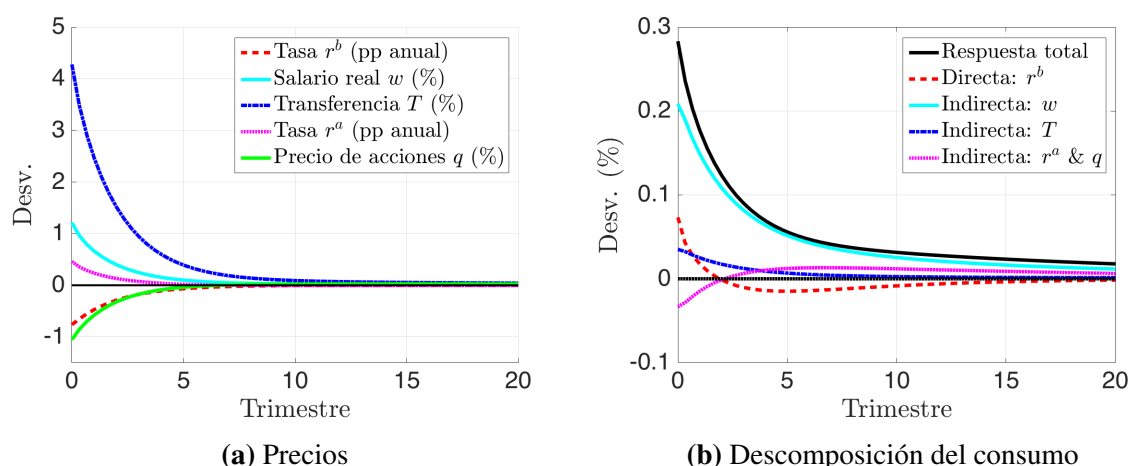 5
4
3
2
1
0
-1
Desv.
Tasa r^b (pp anual)
Salario real w (%)
Transferencia T (%)
Tasa r^a (pp anual)
Precio de acciones q (%)
0 5 10 15 20
Trimestre
(a) Precios
0.3
0.2
0.1
0
-0.1
Desv. (%)
Respuesta total
Directa: r^b
Indirecta: w
Indirecta: T
Indirecta: r^a & q
0 5 10 15 20
Trimestre
(b) Descomposición del consumo